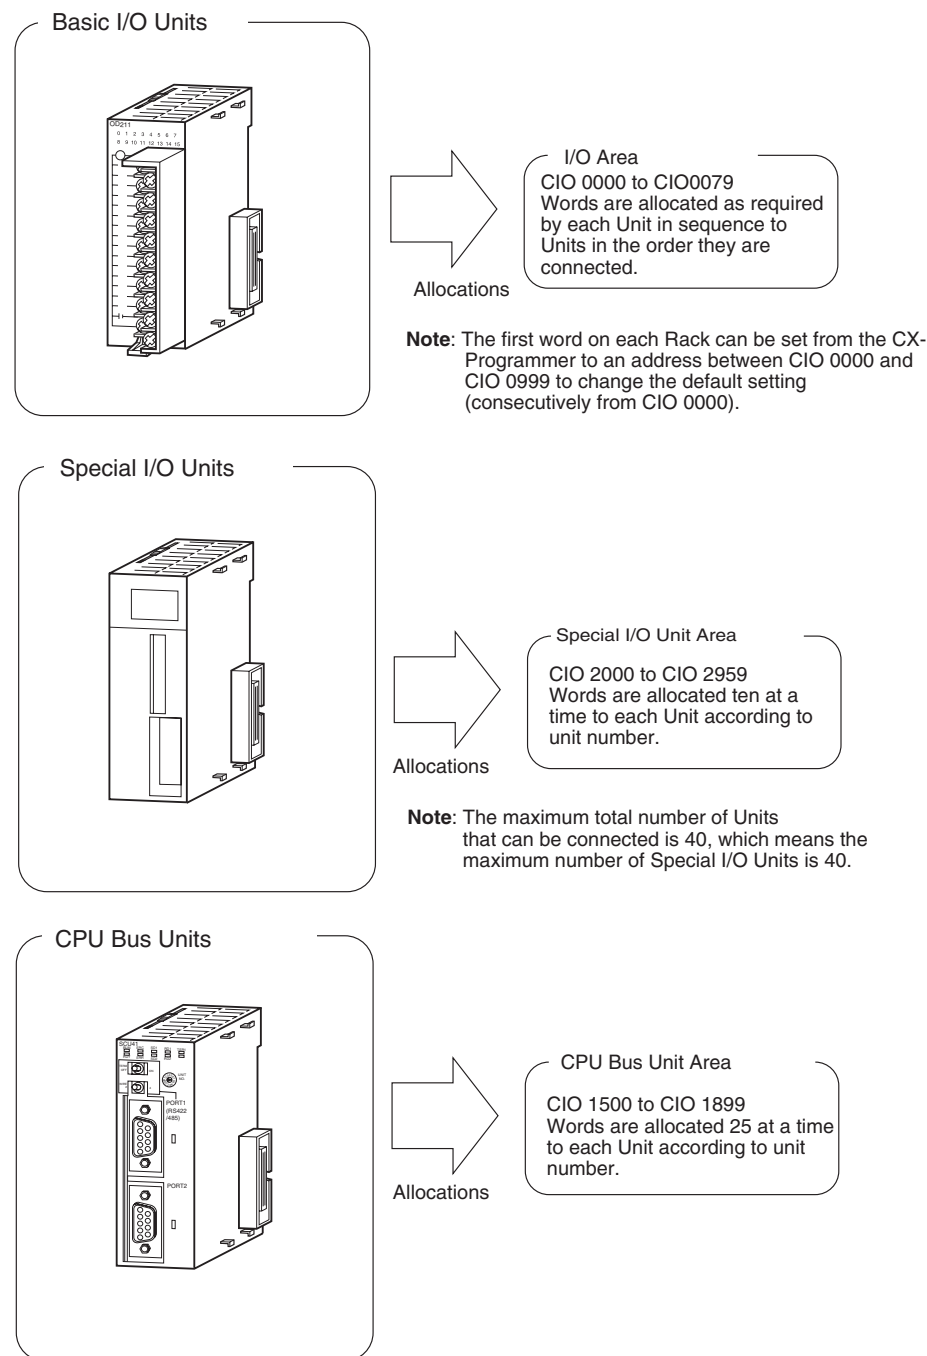 Basic I/O Units
OD211
0 1 2 3 4 5 6 7
8 9 10 11 12 13 14 15
Allocations
I/O Area
CIO 0000 to CIO0079
Words are allocated as required
by each Unit in sequence to
Units in the order they are
connected.
Note: The first word on each Rack can be set from the CX-
Programmer to an address between CIO 0000 and
CIO 0999 to change the default setting
(consecutively from CIO 0000).
Special I/O Units
Allocations
Special I/O Unit Area
CIO 2000 to CIO 2959
Words are allocated ten at a
time to each Unit according to
unit number.
Note: The maximum total number of Units
that can be connected is 40, which means the
maximum number of Special I/O Units is 40.
CPU Bus Units
SCU41
UNIT
NO.
PORT1
(RS422
/485)
PORT2
Allocations
CPU Bus Unit Area
CIO 1500 to CIO 1899
Words are allocated 25 at a time
to each Unit according to unit
number.